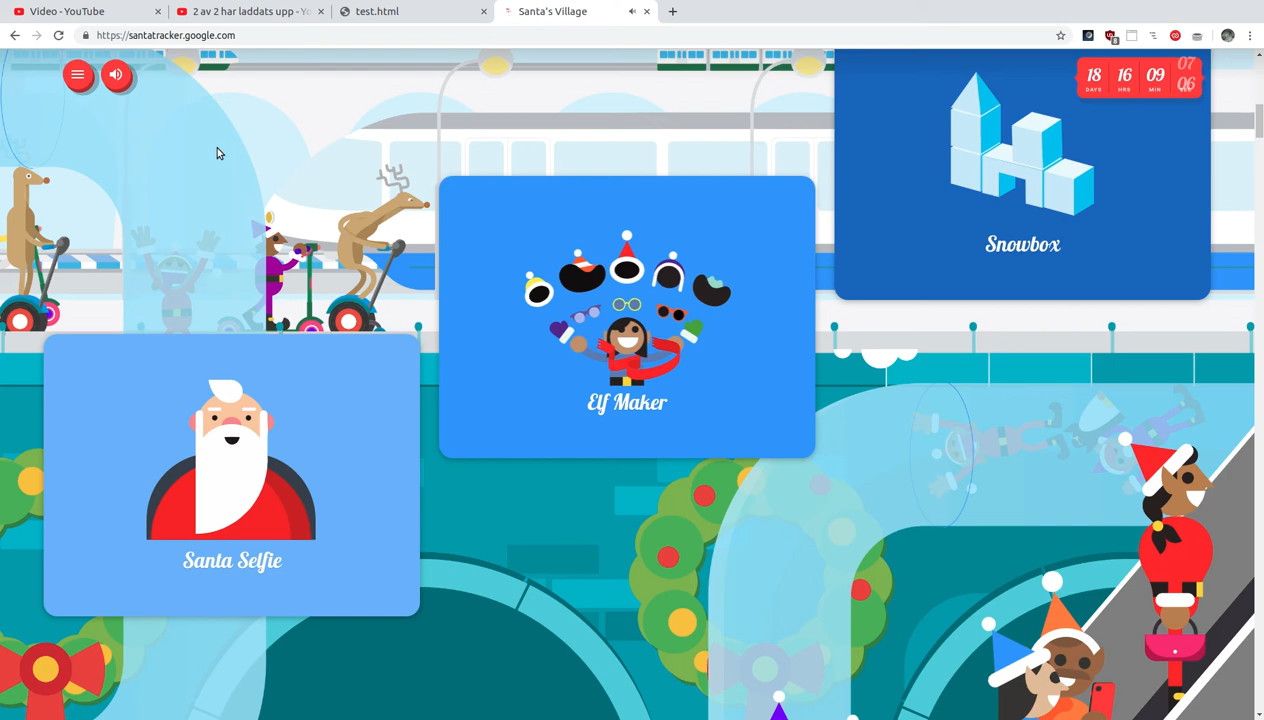 Video - YouTube
2 av 2 har laddats upp - Yo
test.html
Santa's Village
https://santatracker.google.com
8
18 16 09 07
06
DAYS HRS MIN
Snowbox
Elf Maker
Santa Selfie